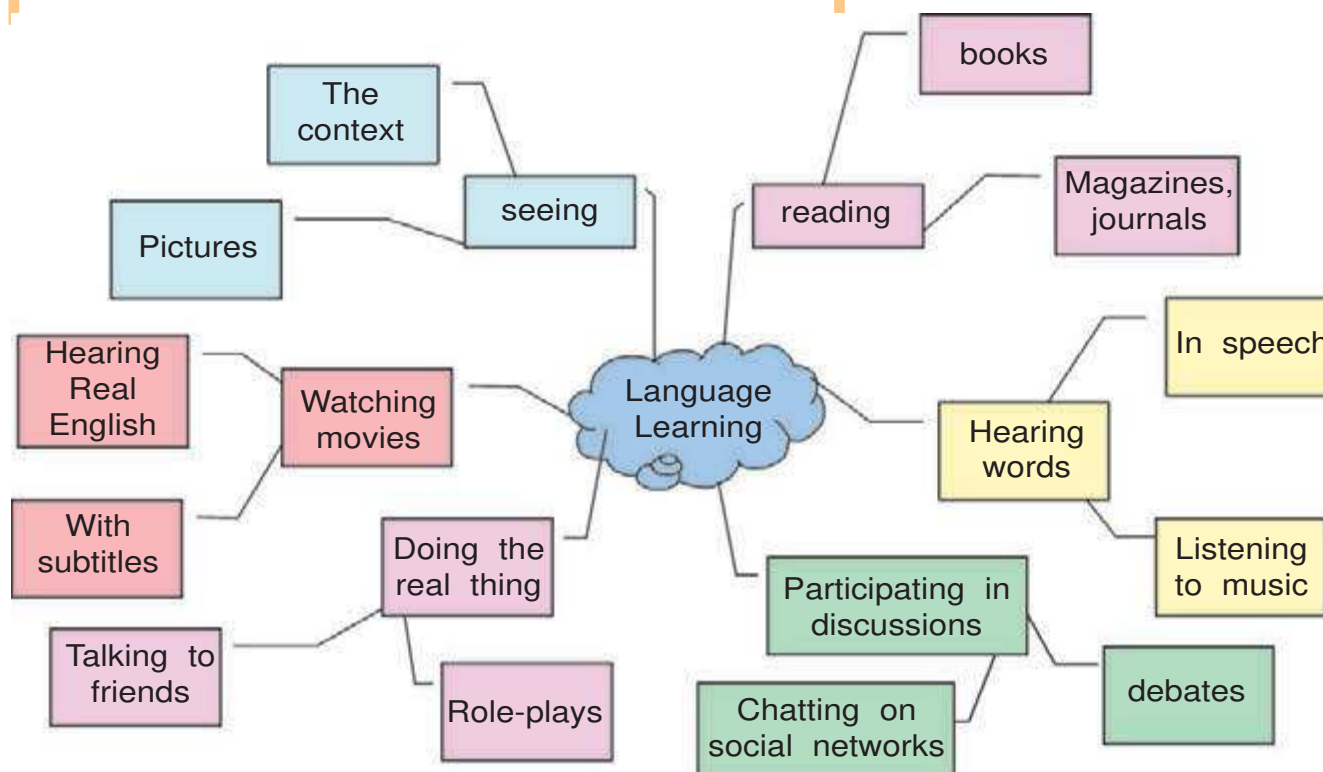 The
context
seeing
Pictures
books
reading
Magazines,
journals
Hearing
Real
English
Watching
movies
With
subtitles
Language
Learning
In speech
Hearing
words
Listening
to music
Doing the
real thing
Talking to
friends
Role-plays
Participating in
discussions
Chatting on
social networks
debates